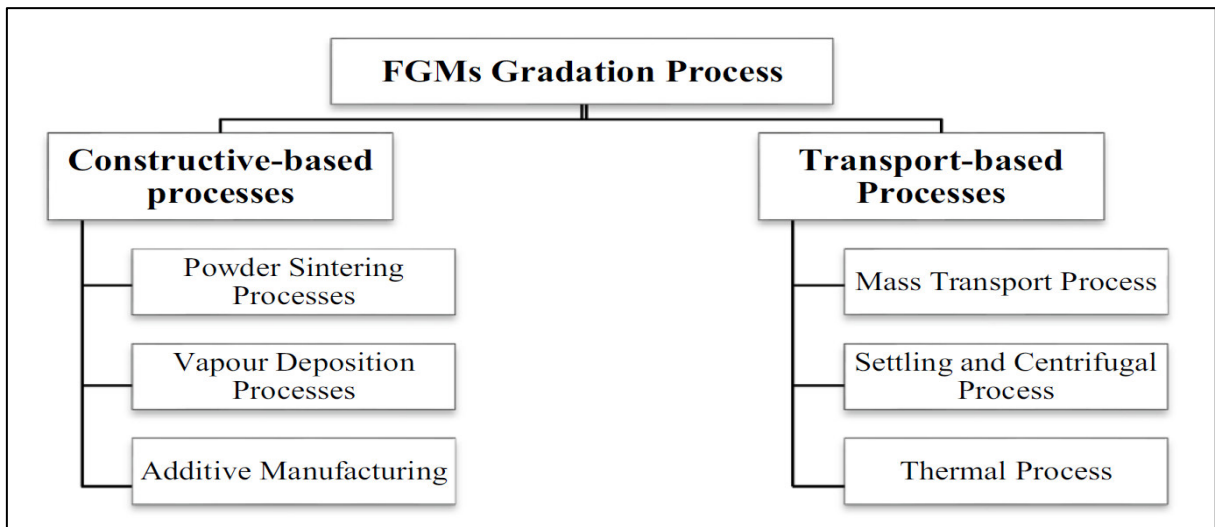 FGMs Gradation Process
Constructive-based
processes
Powder Sintering
Processes
Vapour Deposition
Processes
Additive Manufacturing
Transport-based
Processes
Mass Transport Process
Settling and Centrifugal
Process
Thermal Process